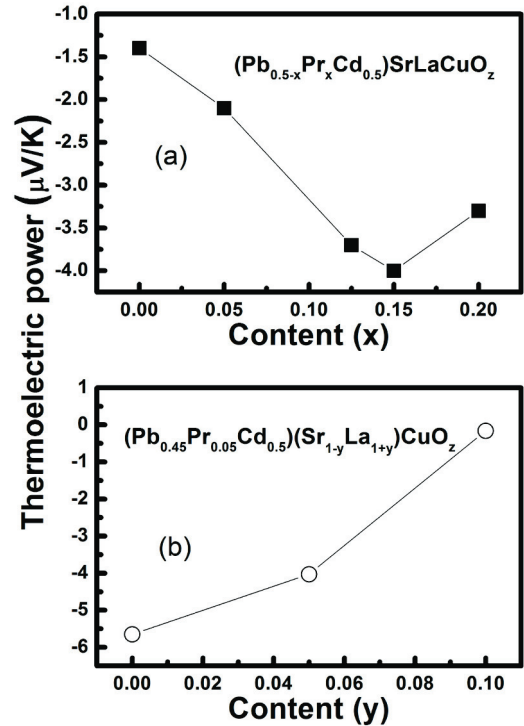 Thermoelectric power (μV/K)
-1.0
-1.5
-2.0
-2.5
-3.0
-3.5
-4.0
(Pb0.5-xPrxCd0.5)SrLaCuOz
(a)
0.00 0.05 0.10 0.15 0.20
Content (x)
1
0
-1
-2
-3
-4
-5
-6
(Pb0.45Pr0.05Cd0.5)(Sr1-yLa1+y)CuOz
(b)
0.00 0.02 0.04 0.06 0.08 0.10
Content (y)